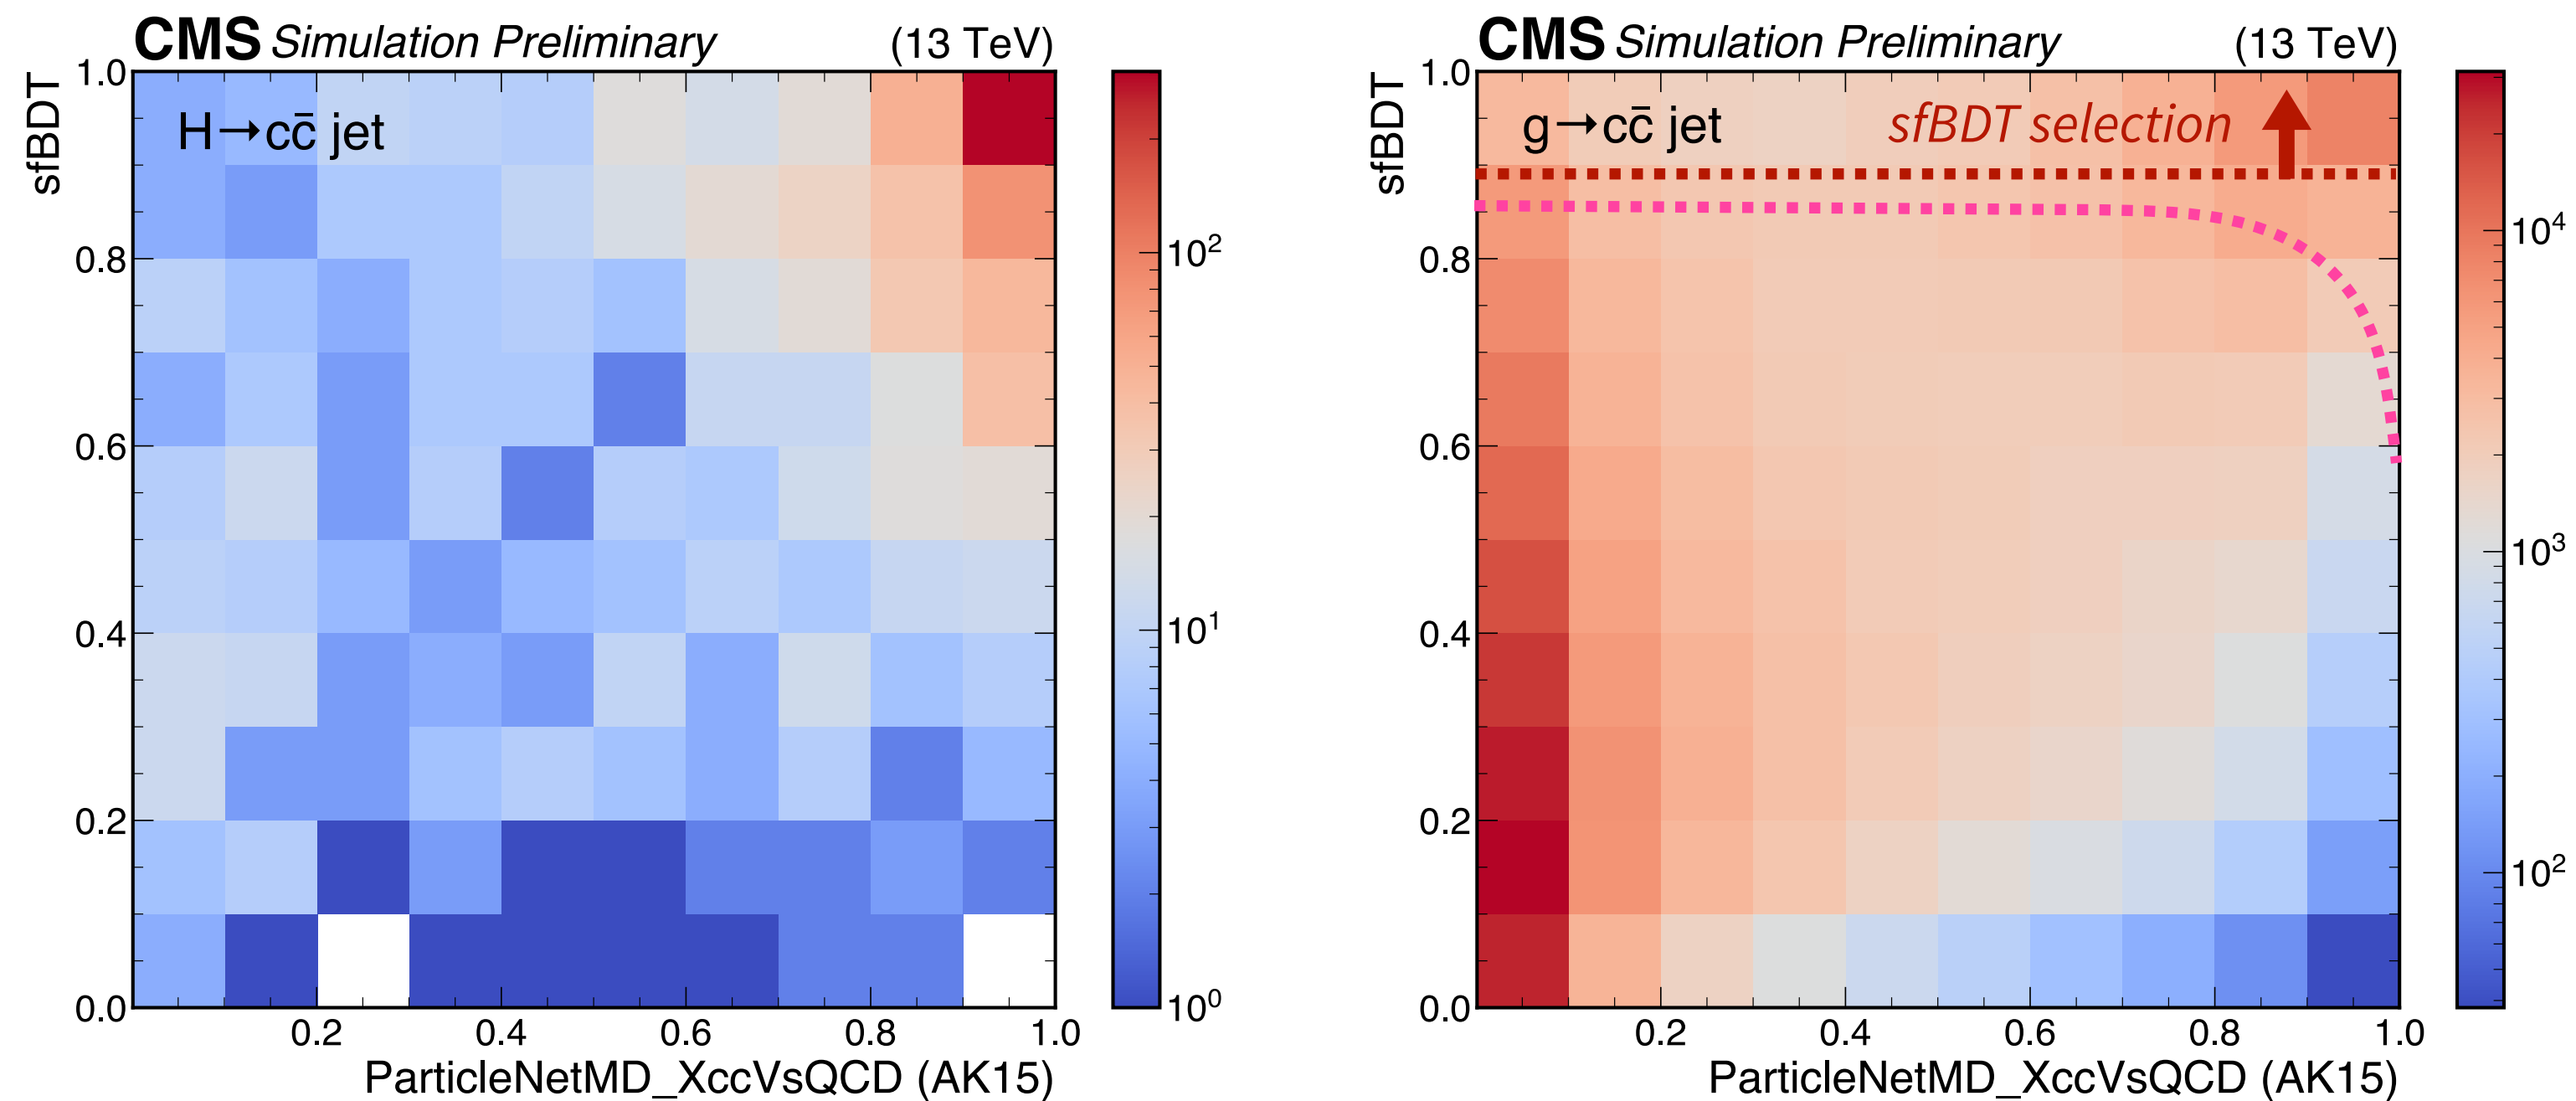 CMS Simulation Preliminary (13 TeV)
sfBDT
H→cc̄ jet
1.0
0.8
0.6
0.4
0.2
0.0
0.2 0.4 0.6 0.8 1.0
ParticleNetMD_XccVsQCD (AK15)
10²
10¹
10⁰
CMS Simulation Preliminary (13 TeV)
sfBDT
g→cc̄ jet
sfBDT selection
1.0
0.8
0.6
0.4
0.2
0.0
0.2 0.4 0.6 0.8 1.0
ParticleNetMD_XccVsQCD (AK15)
10⁴
10³
10²